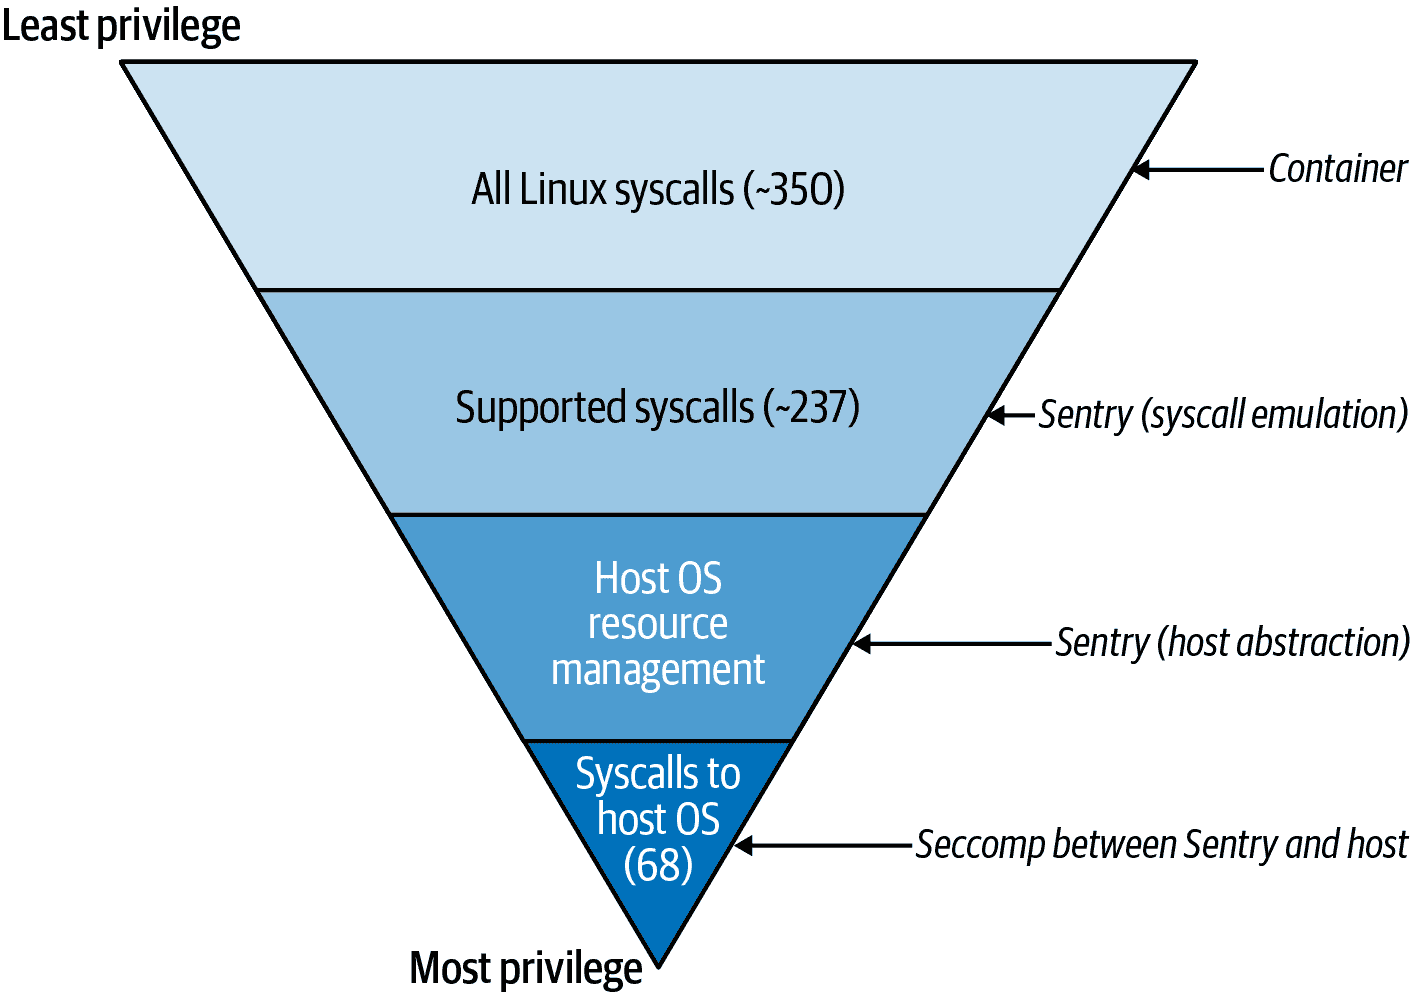 Least privilege
All Linux syscalls (~350)
Container
Supported syscalls (~237)
Sentry (syscall emulation)
Host OS
resource
management
Sentry (host abstraction)
Syscalls to
host OS
(68)
Seccomp between Sentry and host
Most privilege